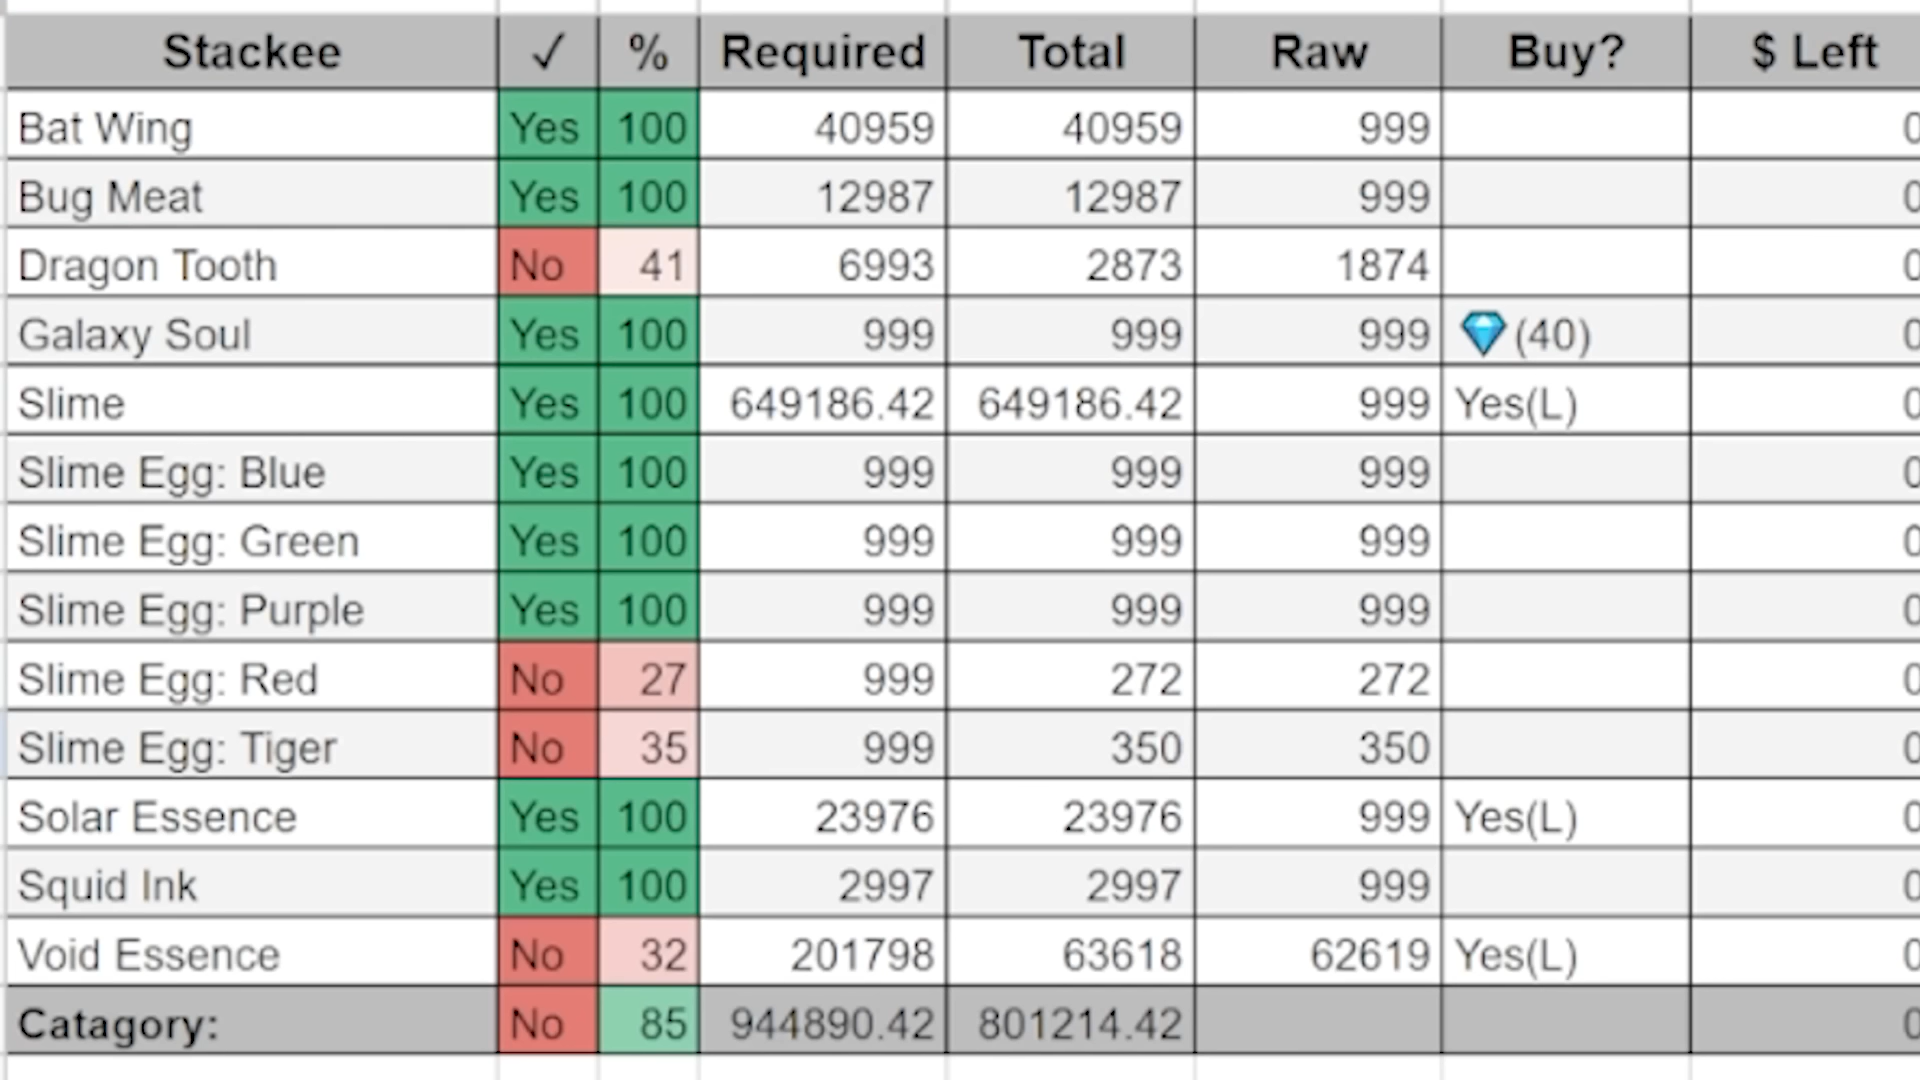 Stackee ✓ % Required Total Raw Buy? $ Left
Bat Wing Yes 100 40959 40959 999 0
Bug Meat Yes 100 12987 12987 999 0
Dragon Tooth No 41 6993 2873 1874 0
Galaxy Soul Yes 100 999 999 999 💎(40) 0
Slime Yes 100 649186.42 649186.42 999 Yes(L) 0
Slime Egg: Blue Yes 100 999 999 999 0
Slime Egg: Green Yes 100 999 999 999 0
Slime Egg: Purple Yes 100 999 999 999 0
Slime Egg: Red No 27 999 272 272 0
Slime Egg: Tiger No 35 999 350 350 0
Solar Essence Yes 100 23976 23976 999 Yes(L) 0
Squid Ink Yes 100 2997 2997 999 0
Void Essence No 32 201798 63618 62619 Yes(L) 0
Catagory: No 85 944890.42 801214.42 0